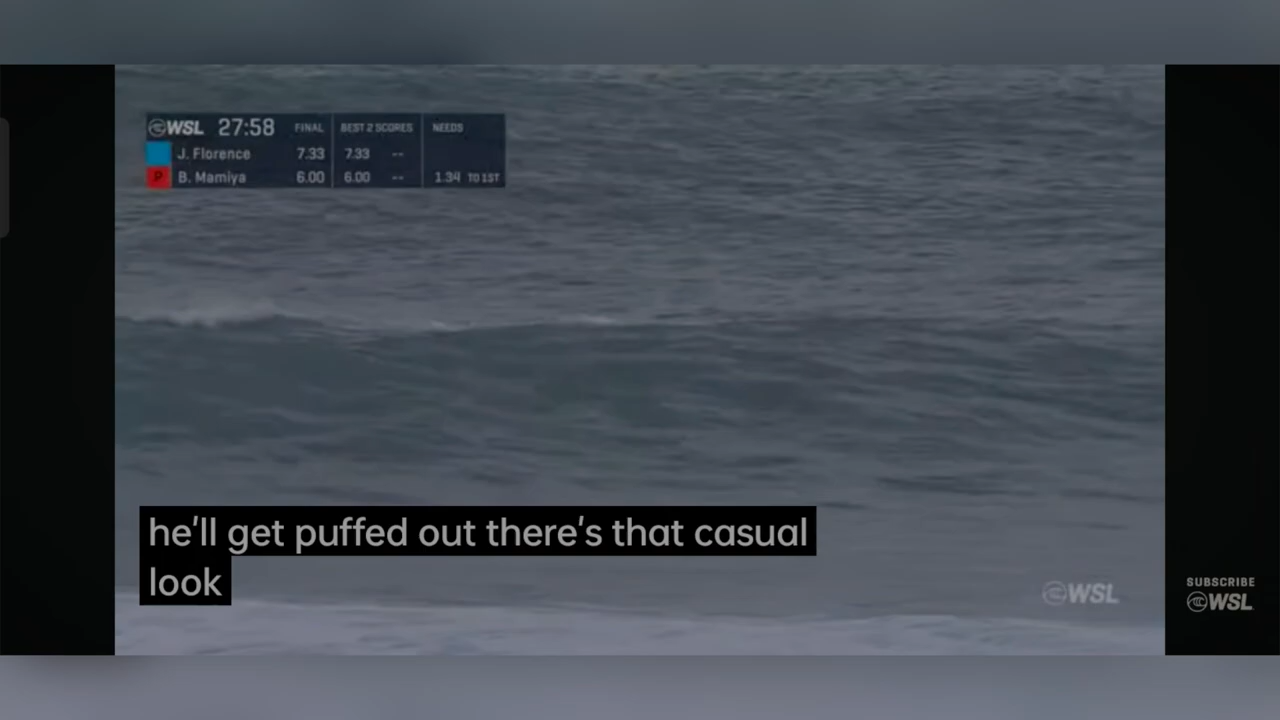 WSL 27:58 FINAL BEST 2 SCORES NEEDS
J. Florence 7.33 7.33 --
P B. Mamiya 6.00 6.00 -- 1.34 TO 1ST
he'll get puffed out there's that casual
look
WSL
SUBSCRIBE
WSL